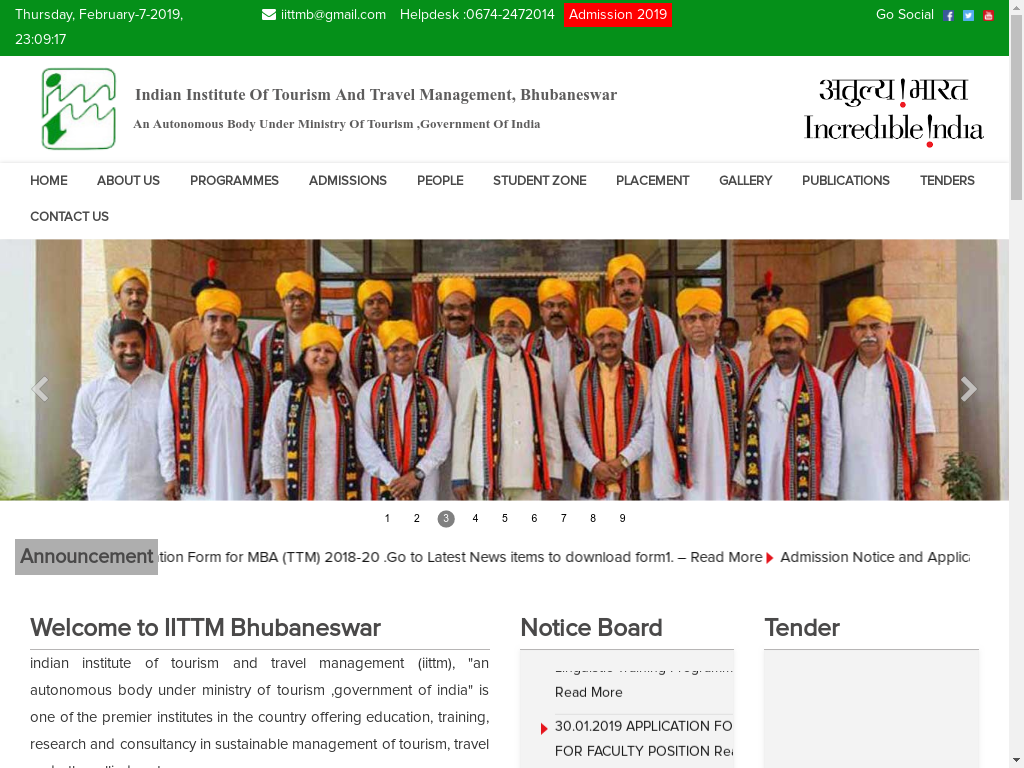 Thursday, February-7-2019,
23:09:17
iittmb@gmail.com
Helpdesk :0674-2472014
Admission 2019
Go Social
Indian Institute Of Tourism And Travel Management, Bhubaneswar
An Autonomous Body Under Ministry Of Tourism ,Government Of India
अतुल्य !भारत
Incredible !ndia
HOME ABOUT US PROGRAMMES ADMISSIONS PEOPLE STUDENT ZONE PLACEMENT GALLERY PUBLICATIONS TENDERS
CONTACT US
1 2 3 4 5 6 7 8 9
Announcement
Form for MBA (TTM) 2018-20 .Go to Latest News items to download form1. – Read More
Admission Notice and
Welcome to IITTM Bhubaneswar
indian institute of tourism and travel management (iittm), "an
autonomous body under ministry of tourism ,government of india" is
one of the premier institutes in the country offering education, training,
research and consultancy in sustainable management of tourism, travel
Notice Board
Read More
30.01.2019 APPLICATION FO
FOR FACULTY POSITION
Tender